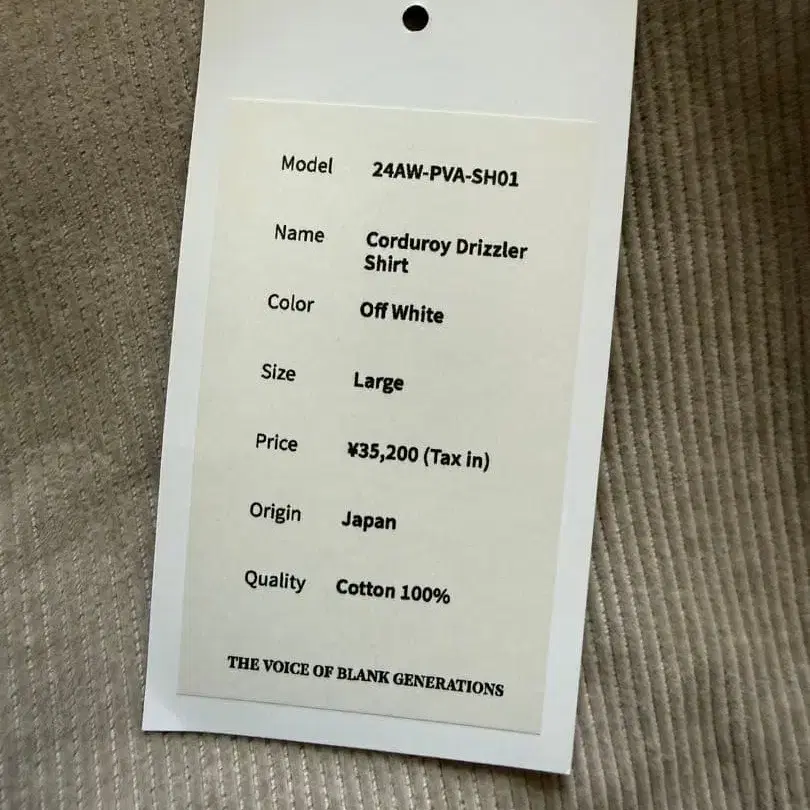 Model 24AW-PVA-SH01
Name Corduroy Drizzler
Shirt
Color Off White
Size Large
Price ¥35,200 (Tax in)
Origin Japan
Quality Cotton 100%
THE VOICE OF BLANK GENERATIONS